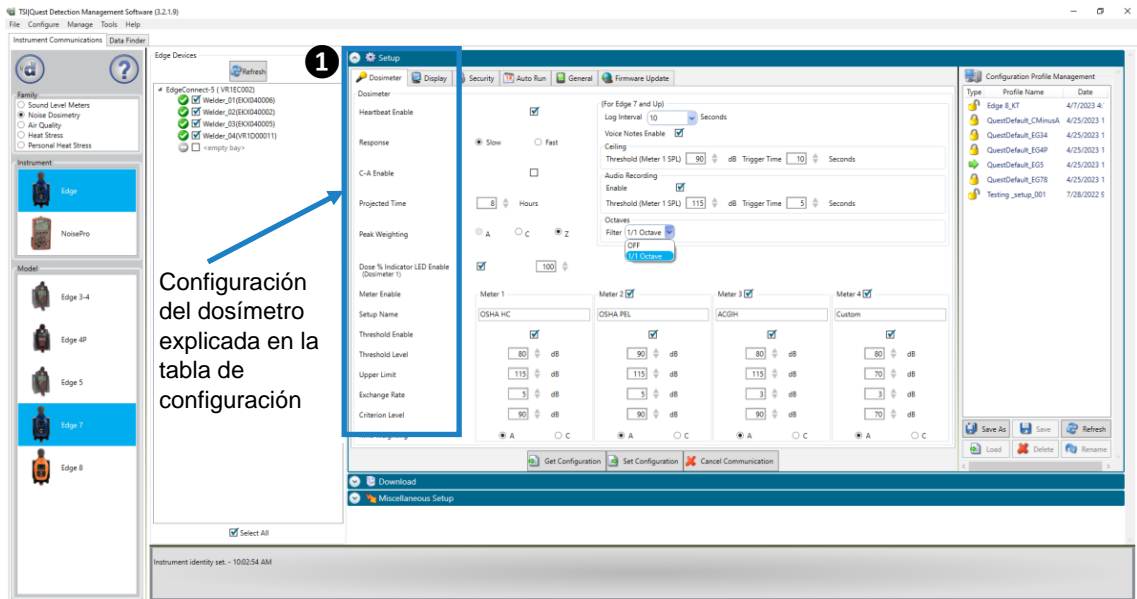 TSI|Quest Detection Management Software (3.2.1.9)
File Configure Manage Tools Help
Instrument Communications Data Finder
Family
Sound Level Meters
Noise Dosimetry
Air Quality
Heat Stress
Personal Heat Stress
Instrument
Edge
NoisePro
Model
Edge 3-4
Edge 4P
Edge 5
Edge 7
Edge 8
Edge Devices
Refresh
EdgeConnect-5 ( VR1EC002)
Welder_01(EKX040006)
Welder_02(EKX040002)
Welder_03(EKX040005)
Welder_04(VR1D00011)
<empty bay>
Select All
1
Configuración
del dosímetro
explicada en la
tabla de
configuración
Setup
Dosimeter Display Security Auto Run General Firmware Update
Dosimeter
Heartbeat Enable
Response Slow Fast
C-A Enable
Projected Time 8 Hours
Peak Weighting A C Z
Dose % Indicator LED Enable 100
(Dosimeter 1)
(For Edge 7 and Up)
Log Interval 10 Seconds
Voice Notes Enable
Ceiling
Threshold (Meter 1 SPL) 90 dB Trigger Time 10 Seconds
Audio Recording
Enable
Threshold (Meter 1 SPL) 115 dB Trigger Time 5 Seconds
Octaves
Filter 1/1 Octave
OFF
1/1 Octave
Meter Enable Meter 1 Meter 2 Meter 3 Meter 4
Setup Name OSHA HC OSHA PEL ACGIH Custom
Threshold Enable
Threshold Level 80 dB 90 dB 80 dB 80 dB
Upper Limit 115 dB 115 dB 115 dB 70 dB
Exchange Rate 5 dB 5 dB 3 dB 3 dB
Criterion Level 90 dB 90 dB 90 dB 70 dB
A C A C A C A C
Get Configuration Set Configuration Cancel Communication
Download
Miscellaneous Setup
Configuration Profile Management
Type Profile Name Date
Edge 8_KT 4/7/2023 4:
QuestDefault_CMinusA 4/25/2023 1
QuestDefault_EG34 4/25/2023 1
QuestDefault_EG4P 4/25/2023 1
QuestDefault_EG5 4/25/2023 1
QuestDefault_EG78 4/25/2023 1
Testing _setup_001 7/28/2022
Save As Save Refresh
Load Delete Rename
Instrument identity set. - 10:02:54 AM